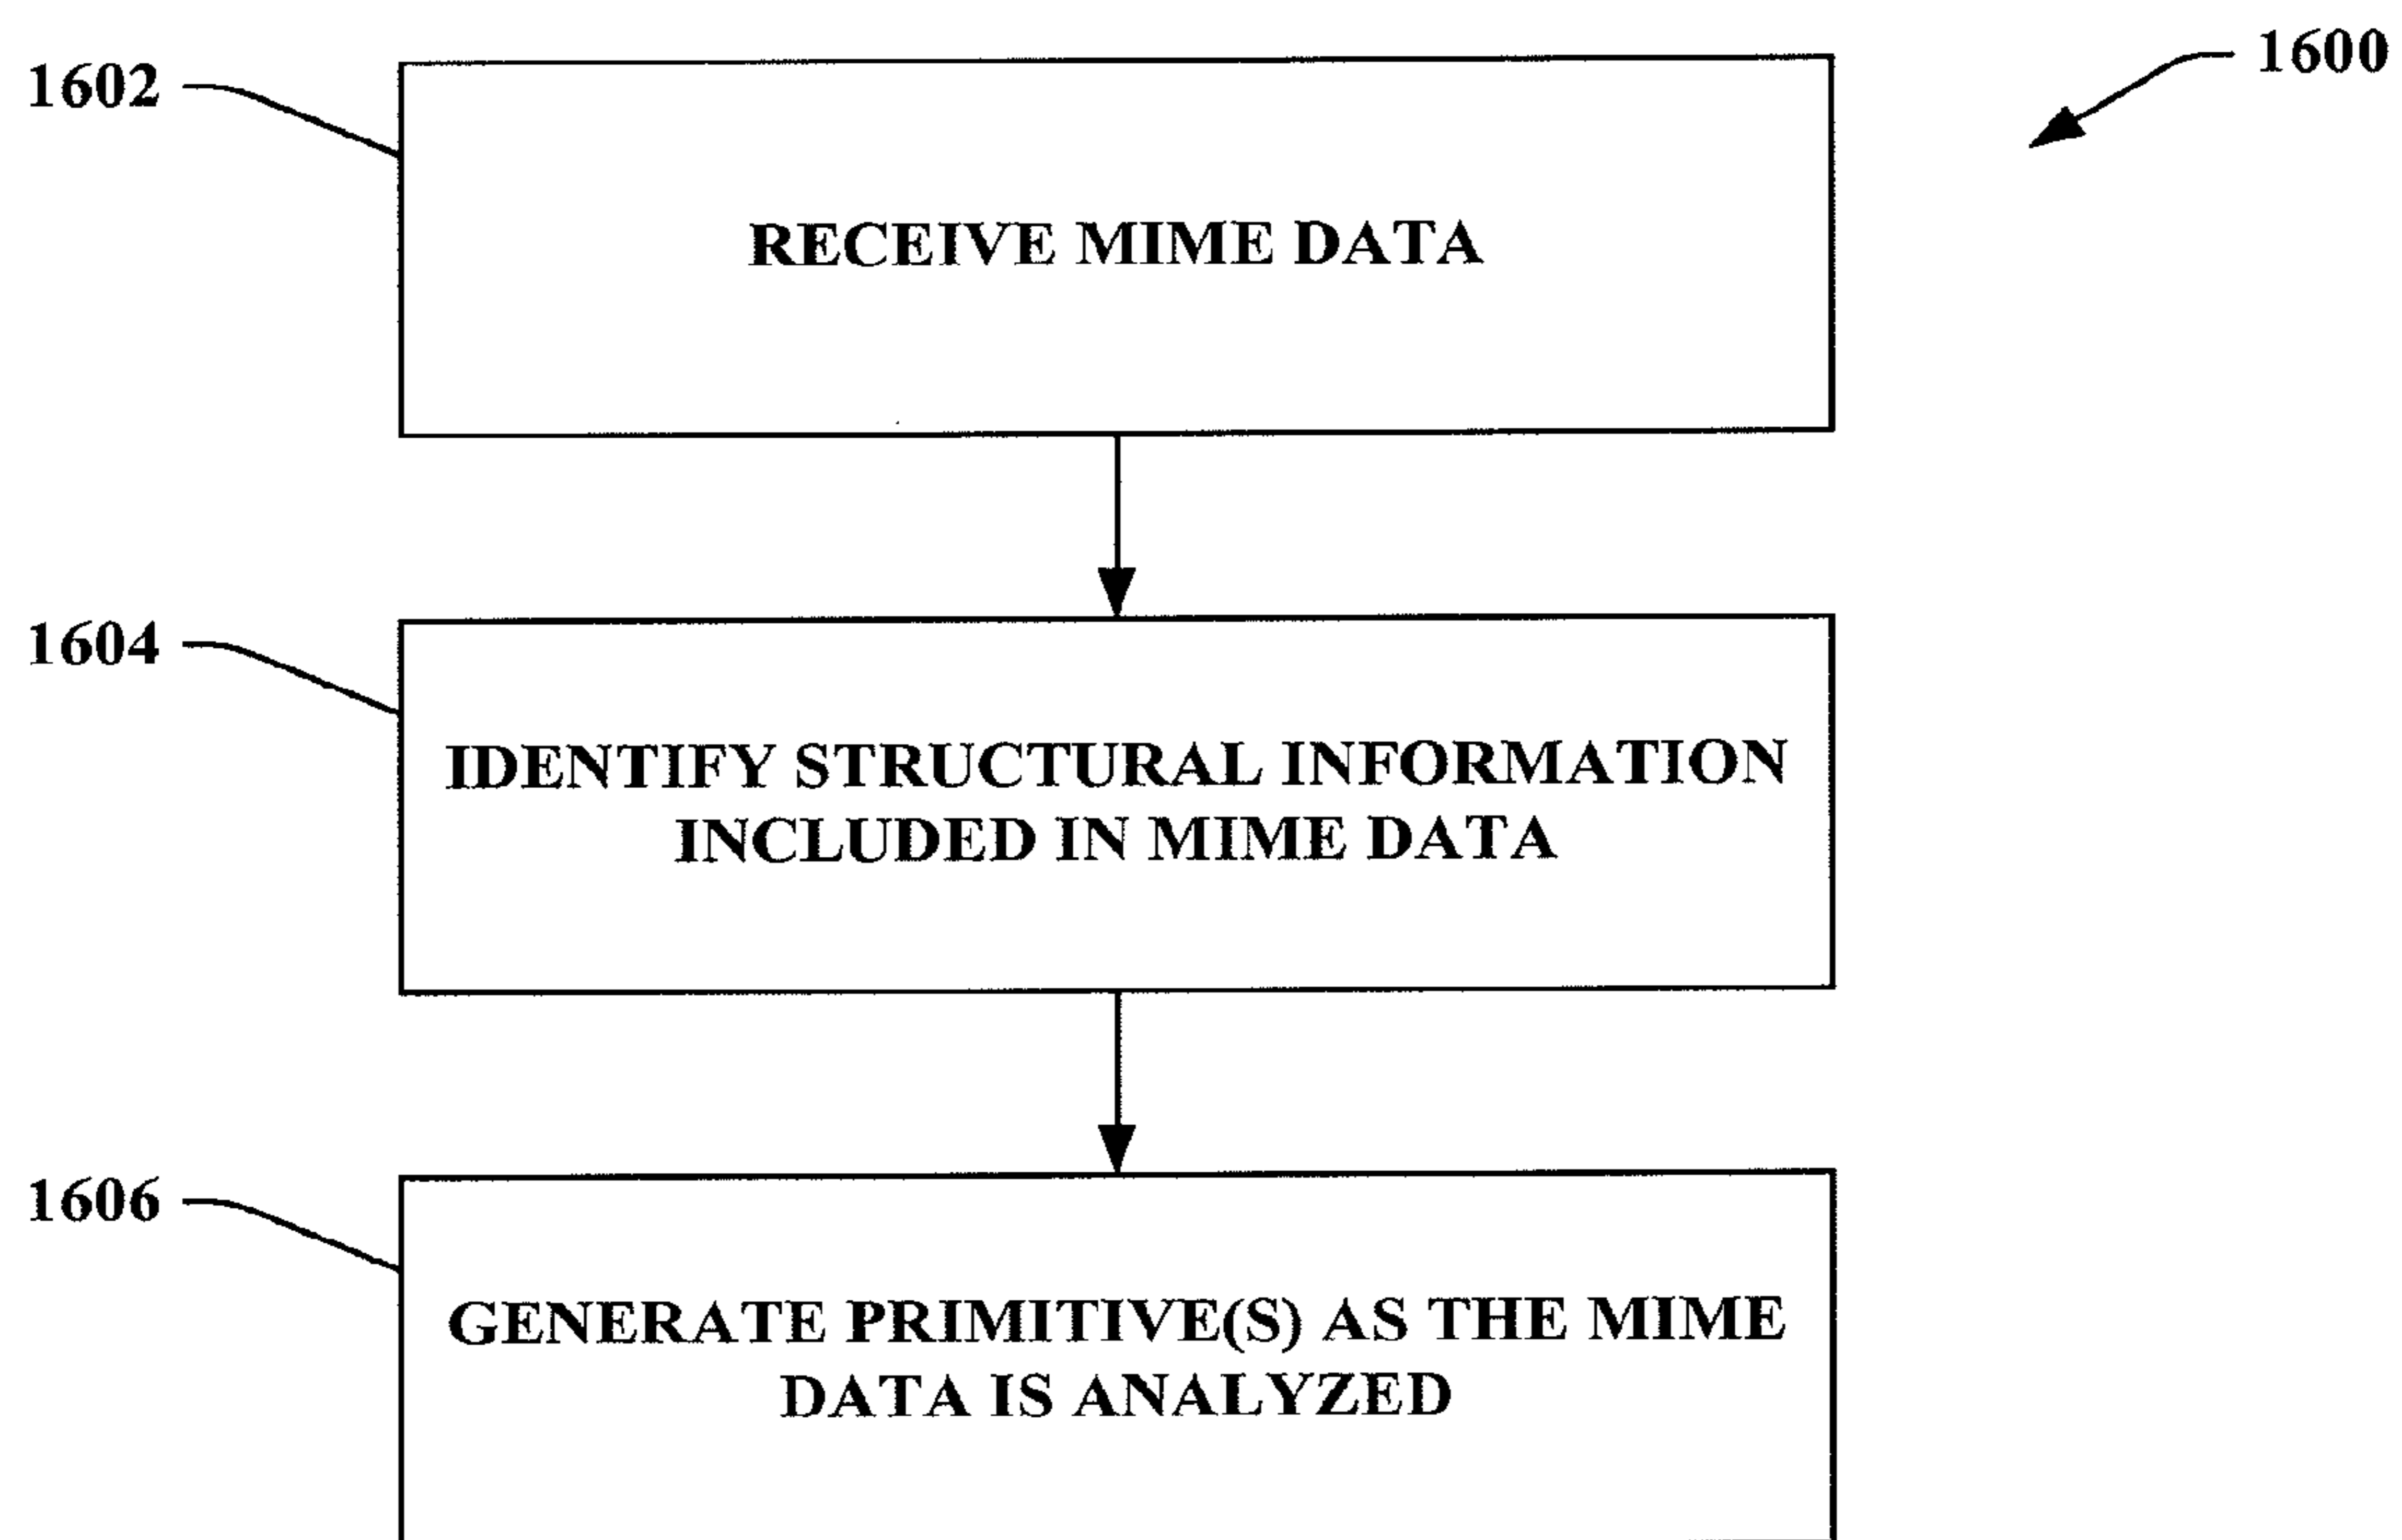 1600
1602
RECEIVE MIME DATA
1604
IDENTIFY STRUCTURAL INFORMATION
INCLUDED IN MIME DATA
1606
GENERATE PRIMITIVE(S) AS THE MIME
DATA IS ANALYZED